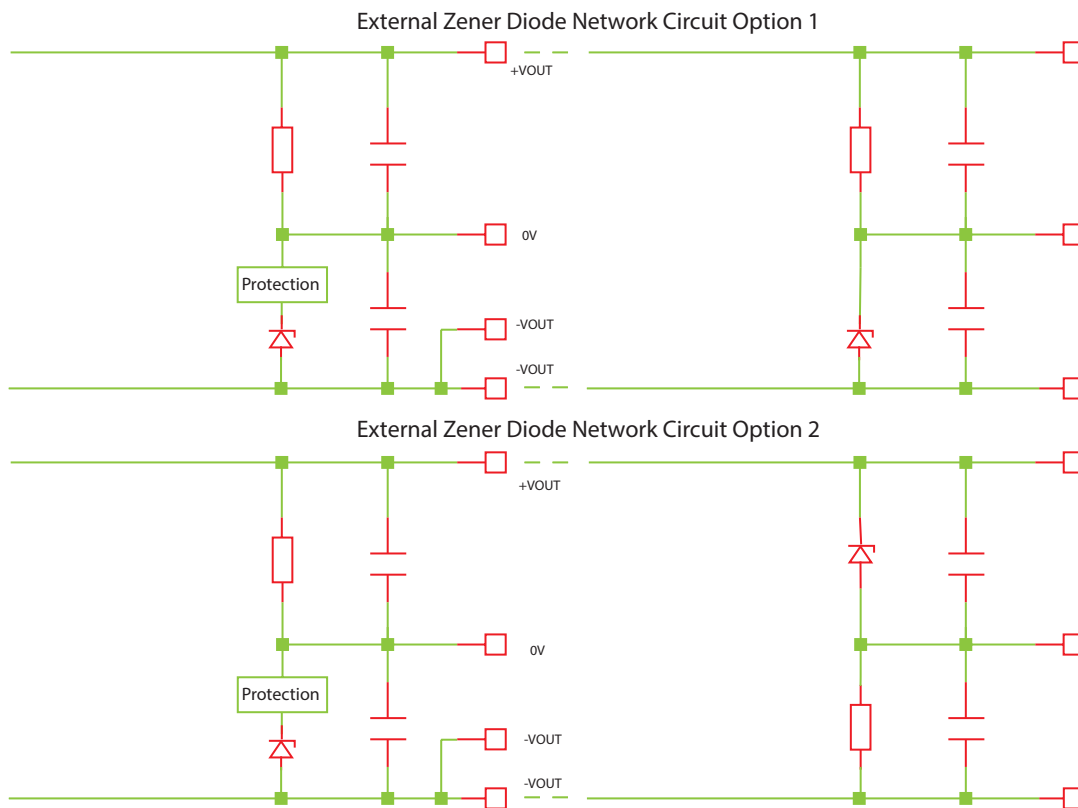 External Zener Diode Network Circuit Option 1
+VOUT
0V
Protection
-VOUT
-VOUT
External Zener Diode Network Circuit Option 2
+VOUT
0V
Protection
-VOUT
-VOUT